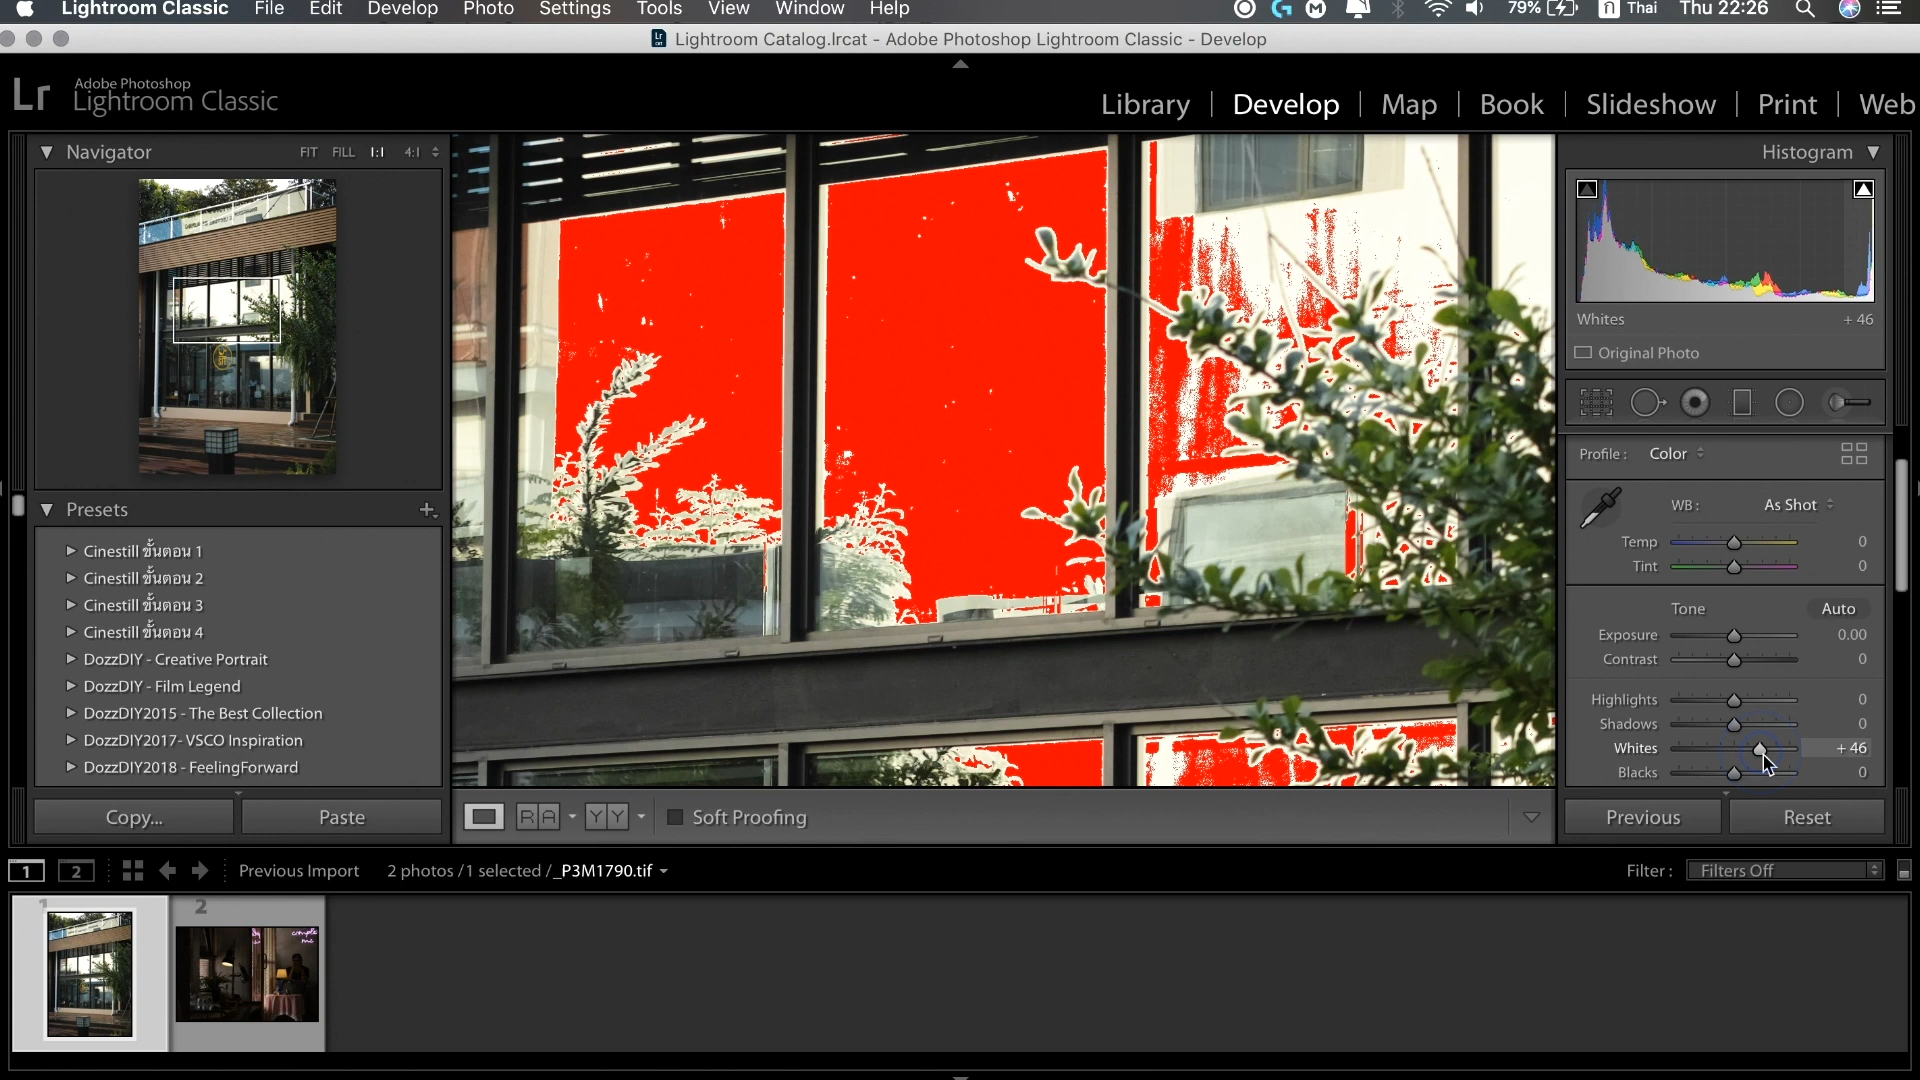 Lightroom Classic File Edit Develop Photo Settings Tools View Window Help 79% ก Thai Thu 22:26
Lightroom Catalog.lrcat - Adobe Photoshop Lightroom Classic - Develop
Lr Adobe Photoshop
Lightroom Classic
Library | Develop | Map | Book | Slideshow | Print | Web
Navigator FIT FILL 1:1 4:1
Histogram
Whites + 46
Original Photo
Profile : Color
WB : As Shot
Temp 0
Tint 0
Tone Auto
Exposure 0.00
Contrast 0
Highlights 0
Shadows 0
Whites + 46
Blacks 0
Presets +
Cinestill ขั้นตอน 1
Cinestill ขั้นตอน 2
Cinestill ขั้นตอน 3
Cinestill ขั้นตอน 4
DozzDIY - Creative Portrait
DozzDIY - Film Legend
DozzDIY2015 - The Best Collection
DozzDIY2017- VSCO Inspiration
DozzDIY2018 - FeelingForward
Copy... Paste
R A Y Y Soft Proofing
Previous Reset
1 2 Previous Import 2 photos /1 selected /_P3M1790.tif
Filter : Filters Off
1 2